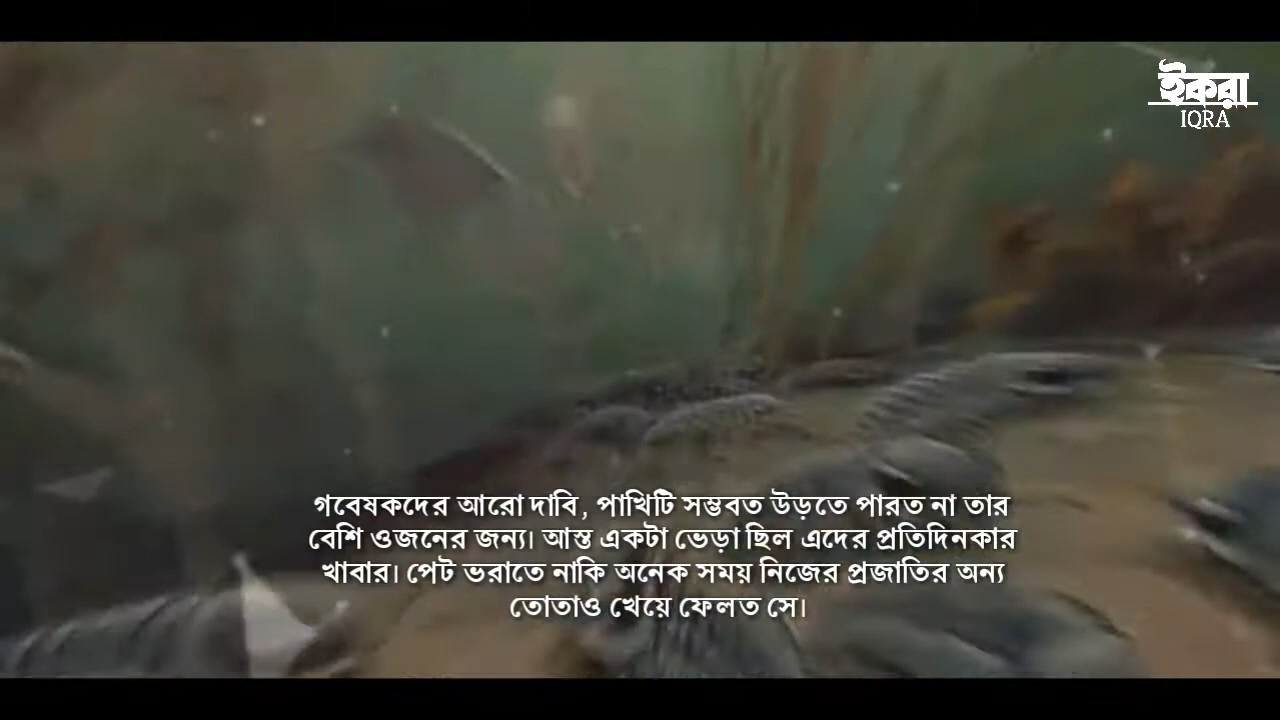 ইকরা
IQRA
গবেষকদের আরো দাবি, পাখিটি সম্ভবত উড়তে পারত না তার
বেশি ওজনের জন্য। আস্ত একটা ভেড়া ছিল এদের প্রতিদিনকার
খাবার। পেট ভরাতে নাকি অনেক সময় নিজের প্রজাতির অন্য
তোতাও খেয়ে ফেলত সে।